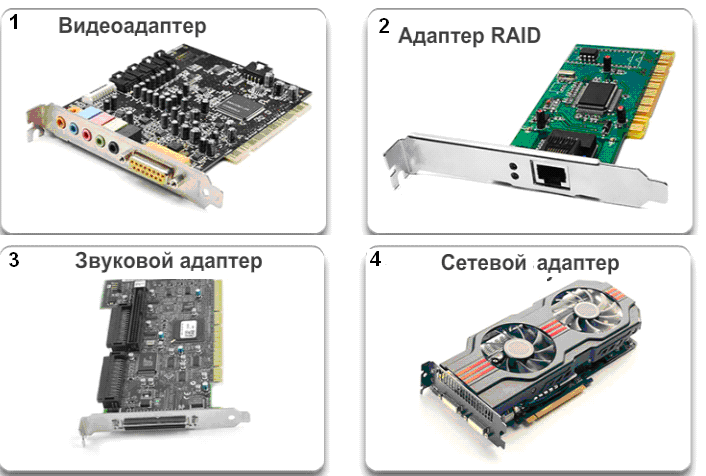 1 Видеоадаптер
2 Адаптер RAID
3 Звуковой адаптер
4 Сетевой адаптер